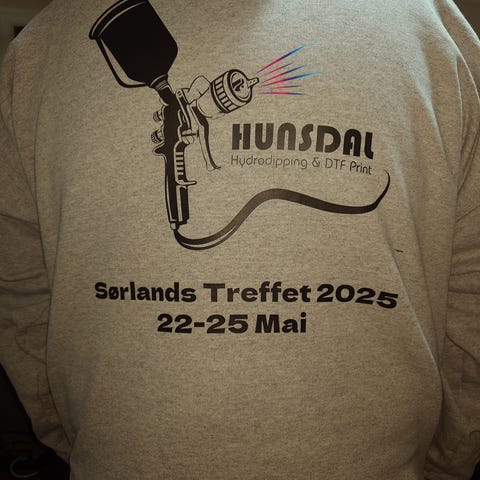 HUNSDAL
Hydrodipping & DTF Print
Sørlands Treffet 2025
22-25 Mai